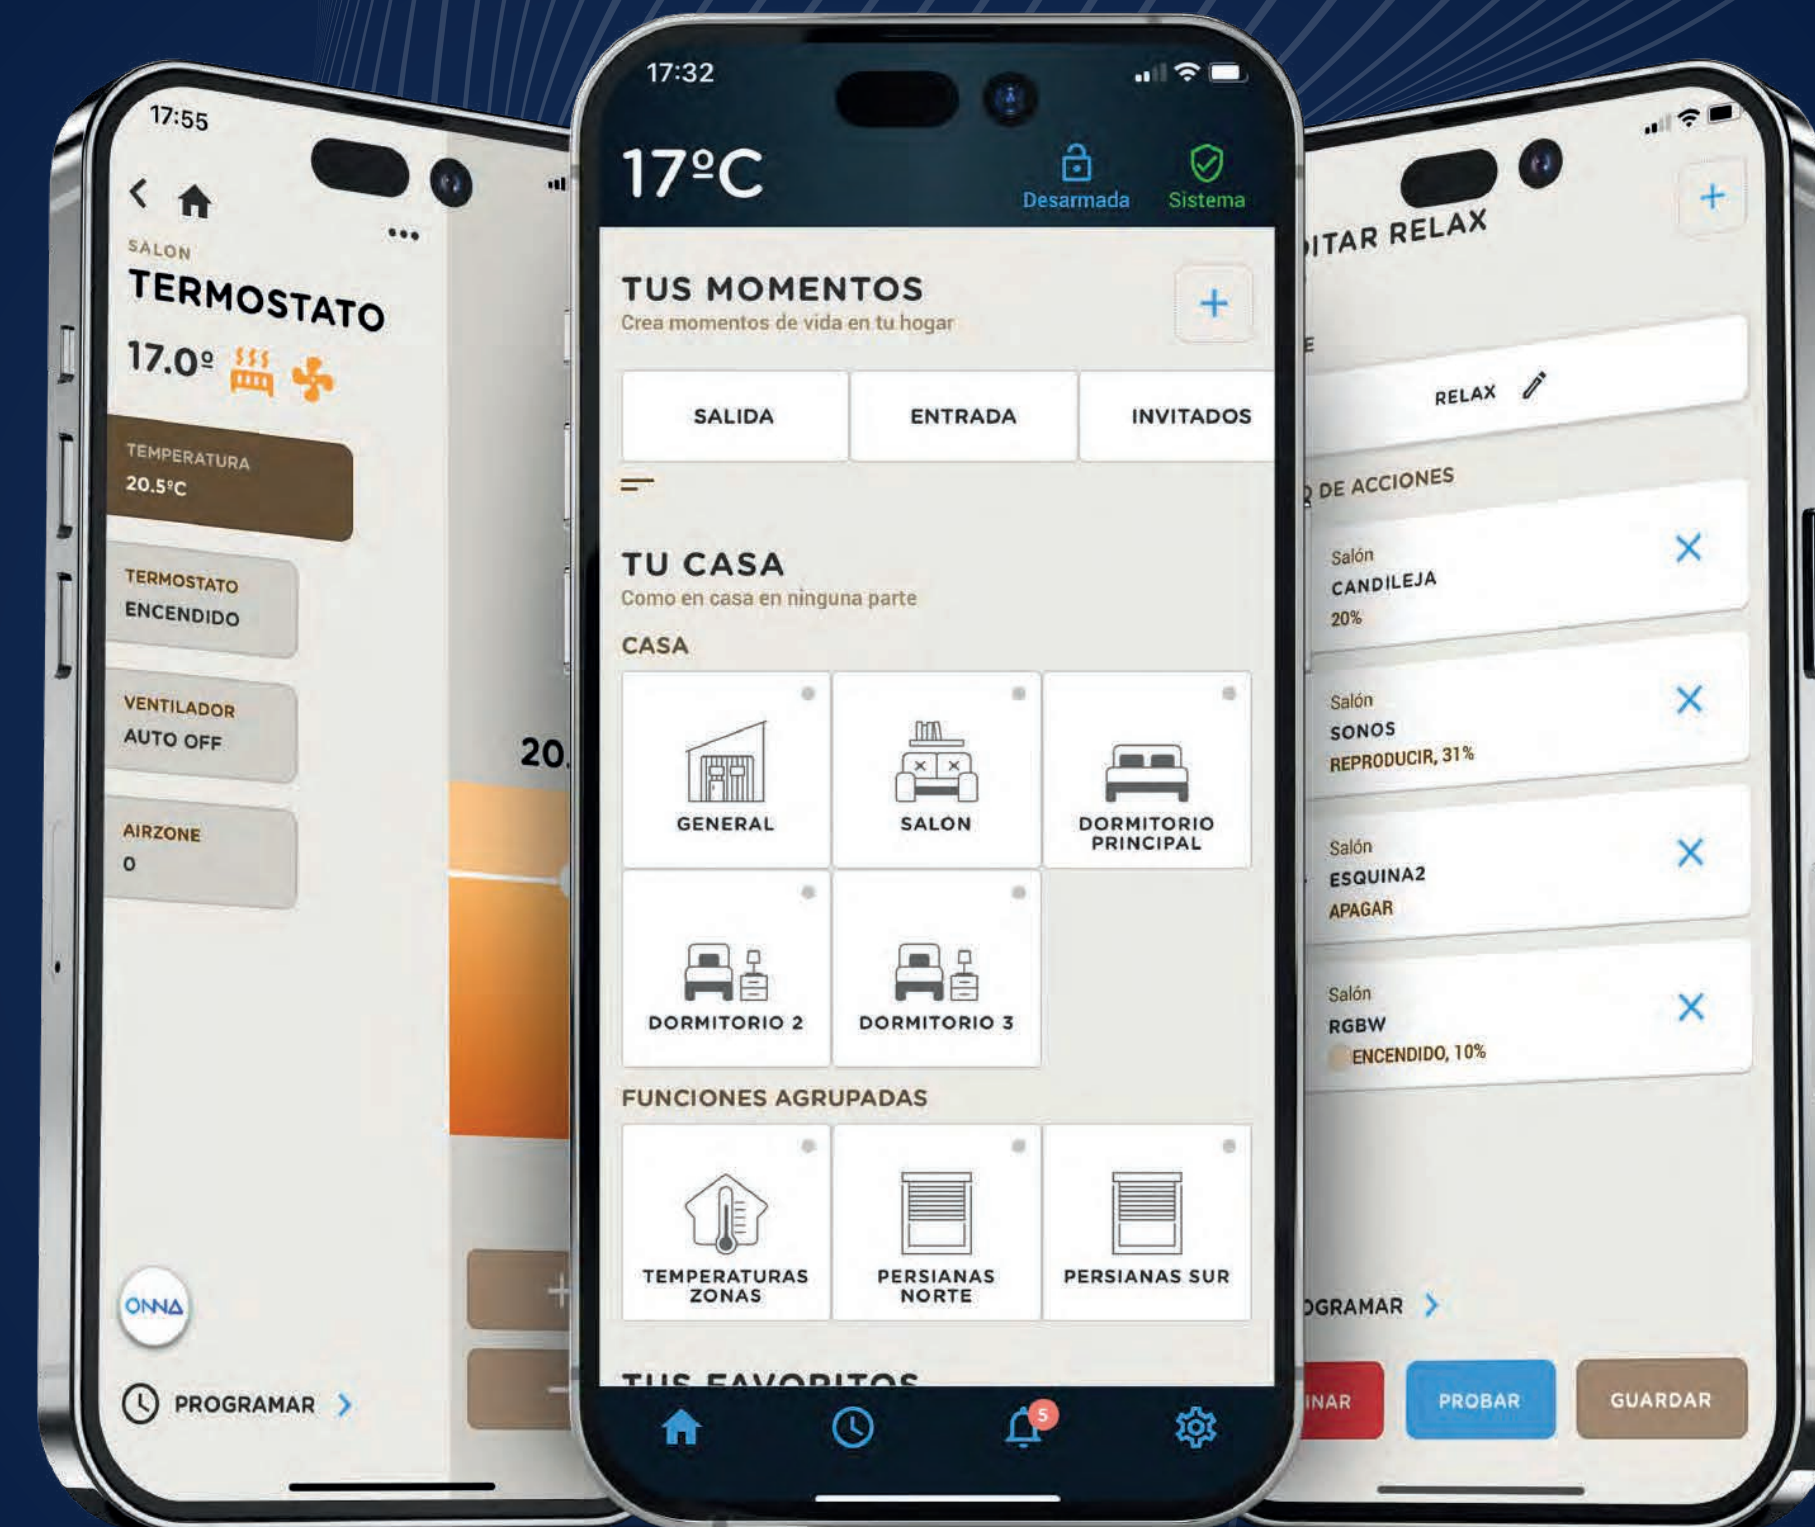 17:55
SALON
TERMOSTATO
17.0º
TEMPERATURA
20.5ºC
TERMOSTATO
ENCENDIDO
VENTILADOR
AUTO OFF
AIRZONE
0
20.
+
-
ONNA
PROGRAMAR
17:32
17ºC
Desarmada
Sistema
TUS MOMENTOS
Crea momentos de vida en tu hogar
+
SALIDA
ENTRADA
INVITADOS
TU CASA
Como en casa en ninguna parte
CASA
GENERAL
SALON
DORMITORIO
PRINCIPAL
DORMITORIO 2
DORMITORIO 3
FUNCIONES AGRUPADAS
TEMPERATURAS
ZONAS
PERSIANAS
NORTE
PERSIANAS SUR
TUS FAVORITOS
5
ITAR RELAX
+
E
RELAX
DE ACCIONES
Salón
CANDILEJA
20%
Salón
SONOS
REPRODUCIR, 31%
Salón
ESQUINA2
APAGAR
Salón
RGBW
ENCENDIDO, 10%
OGRAMAR
INAR
PROBAR
GUARDAR